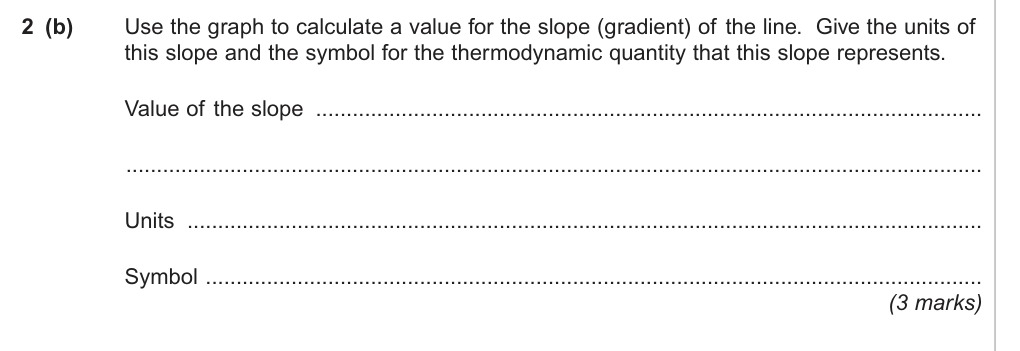 2 (b) Use the graph to calculate a value for the slope (gradient) of the line. Give the units of
this slope and the symbol for the thermodynamic quantity that this slope represents.
Value of the slope ................................................................................
................................................................................
Units ................................................................................
Symbol ................................................................................
(3 marks)